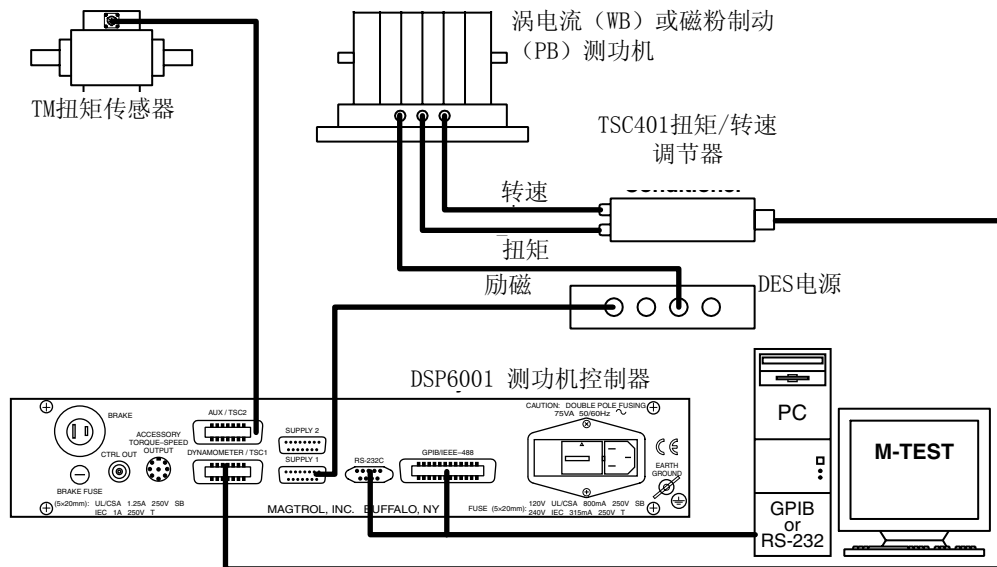 涡电流（WB）或磁粉制动
（PB）测功机
TM扭矩传感器
TSC401扭矩/转速
调节器
转速
扭矩
励磁
DES电源
DSP6001 测功机控制器
BRAKE
BRAKE FUSE
ACCESSORY
TORQUE–SPEED
OUTPUT
CTRL OUT
AUX / TSC2
DYNAMOMETER / TSC1
SUPPLY 2
SUPPLY 1
RS-232C
GPIB/IEEE–488
CAUTION: DOUBLE POLE FUSING
75VA 50/60Hz
CE
EARTH
GROUND
(5x20mm): UL/CSA 1.25A 250V SB
IEC 1A 250V T
MAGTROL, INC. BUFFALO, NY
FUSE (5x20mm): 120V UL/CSA 800mA 250V SB
240V IEC 315mA 250V T
PC
GPIB
or
RS-232
M-TEST